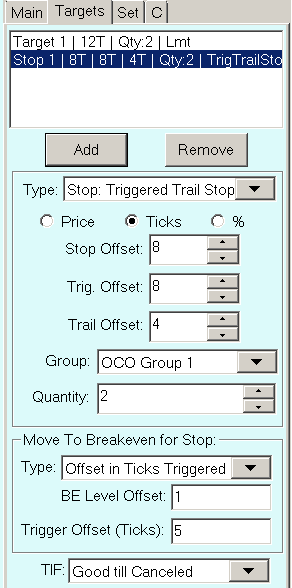 Main Targets Set C
Target 1 | 12T | Qty:2 | Lmt
Stop 1 | 8T | 8T | 4T | Qty:2 | TrigTrailSto
Add Remove
Type: Stop: Triggered Trail Stop
Price Ticks %
Stop Offset: 8
Trig. Offset: 8
Trail Offset: 4
Group: OCO Group 1
Quantity: 2
Move To Breakeven for Stop:
Type: Offset in Ticks Triggered
BE Level Offset: 1
Trigger Offset (Ticks): 5
TIF: Good till Canceled